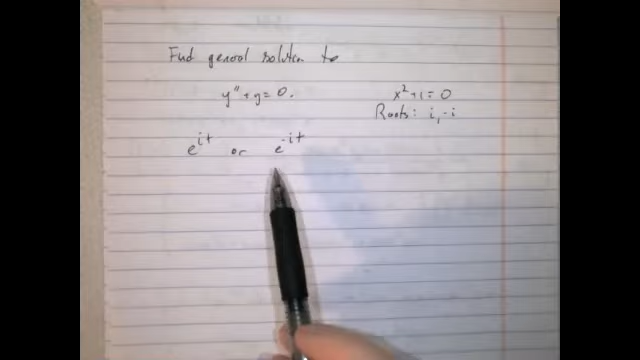 Find general solution to
y'' + y = 0.
x² + 1 = 0
Roots: i, -i
e^{it} or e^{-it}